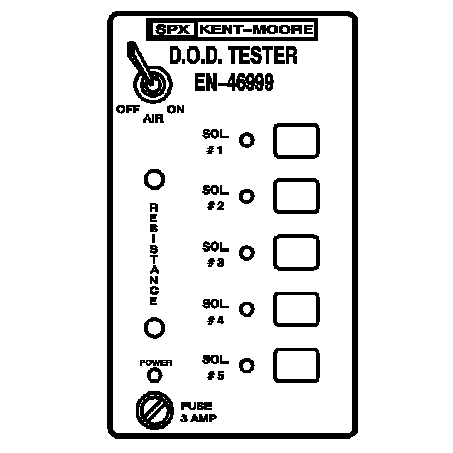 SPX KENT-MOORE
D.O.D. TESTER
EN-46999
OFF ON
AIR
SOL
#1
SOL
#2
RESISTANCE
SOL
#3
SOL
#4
POWER
SOL
#5
FUSE
3 AMP